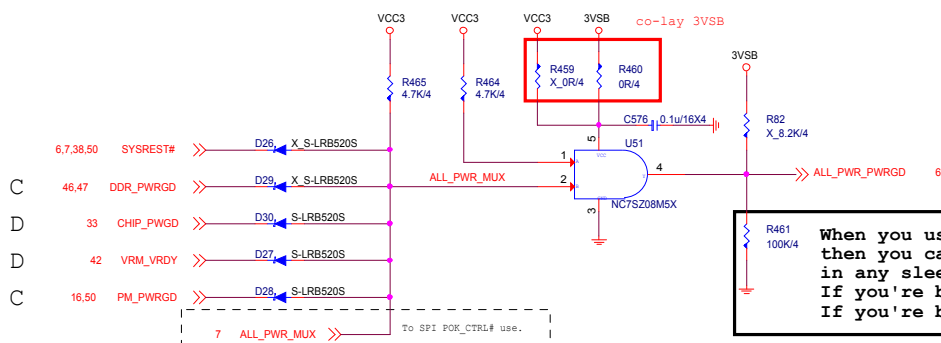 VCC3
VCC3
VCC3
3VSB
co-lay 3VSB
R465
4.7K/4
R464
4.7K/4
R459
X_0R/4
R460
0R/4
3VSB
R82
X_8.2K/4
C576
0.1u/16X4
U51
5
VCC
1
A
2
B
4
Y
GND
3
NC7SZ08M5X
ALL_PWR_MUX
ALL_PWR_PWRGD
6
6,7,38,50 SYSREST#
D26 X_S-LRB520S
C
46,47 DDR_PWRGD
D29 X_S-LRB520S
D
33 CHIP_PWGD
D30 S-LRB520S
D
42 VRM_VRDY
D27 S-LRB520S
C
16,50 PM_PWRGD
D28 S-LRB520S
7 ALL_PWR_MUX
To SPI POK_CTRL# use.
R461
100K/4
When you us
then you ca
in any slee
If you're b
If you're b